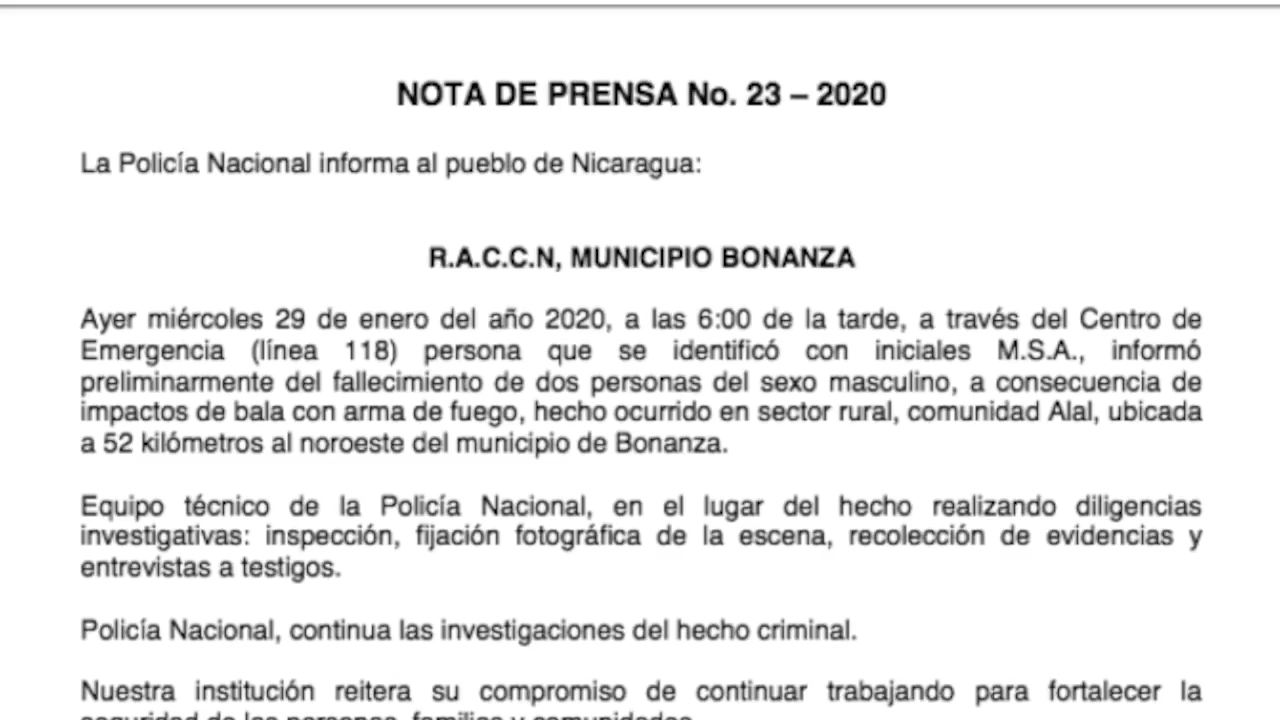 NOTA DE PRENSA No. 23 – 2020
La Policía Nacional informa al pueblo de Nicaragua:
R.A.C.C.N, MUNICIPIO BONANZA
Ayer miércoles 29 de enero del año 2020, a las 6:00 de la tarde, a través del Centro de
Emergencia (línea 118) persona que se identificó con iniciales M.S.A., informó
preliminarmente del fallecimiento de dos personas del sexo masculino, a consecuencia de
impactos de bala con arma de fuego, hecho ocurrido en sector rural, comunidad Alal, ubicada
a 52 kilómetros al noroeste del municipio de Bonanza.
Equipo técnico de la Policía Nacional, en el lugar del hecho realizando diligencias
investigativas: inspección, fijación fotográfica de la escena, recolección de evidencias y
entrevistas a testigos.
Policía Nacional, continua las investigaciones del hecho criminal.
Nuestra institución reitera su compromiso de continuar trabajando para fortalecer la
seguridad de las personas, familias y comunidades.